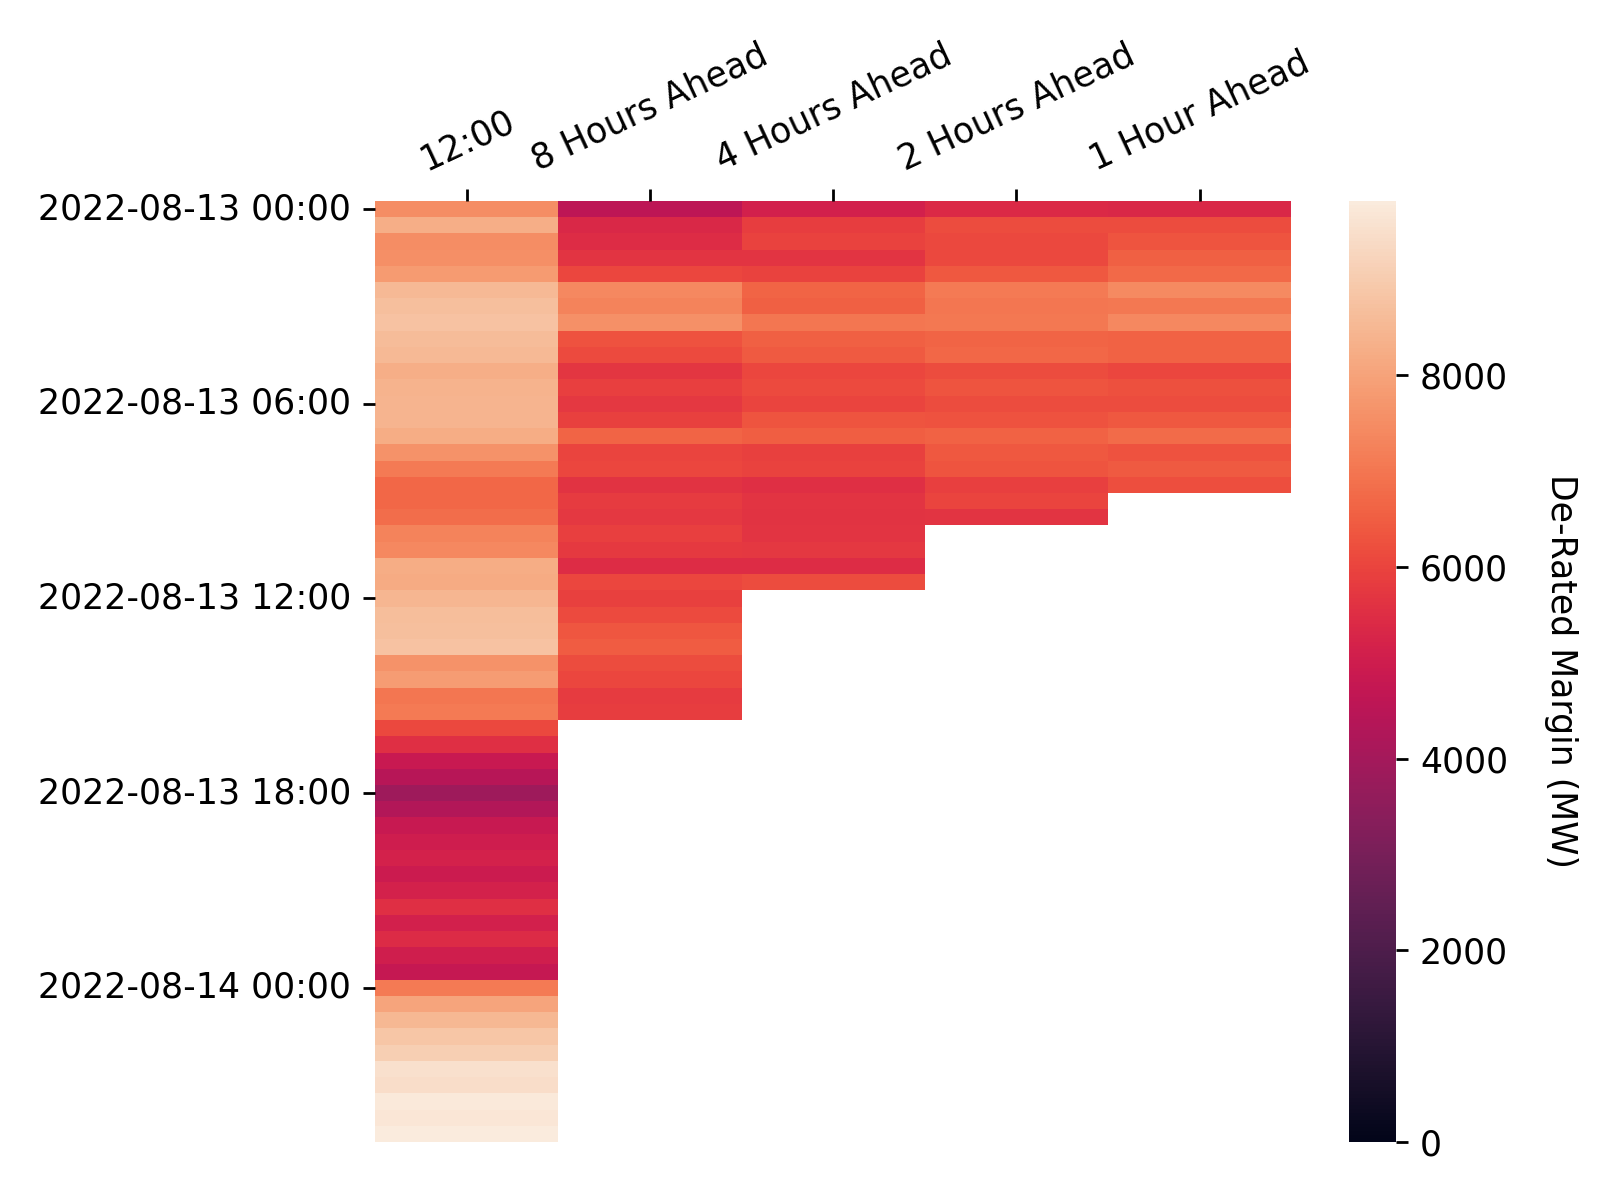 12:00
8 Hours Ahead
4 Hours Ahead
2 Hours Ahead
1 Hour Ahead
2022-08-13 00:00
2022-08-13 06:00
2022-08-13 12:00
2022-08-13 18:00
2022-08-14 00:00
8000
6000
4000
2000
0
De-Rated Margin (MW)